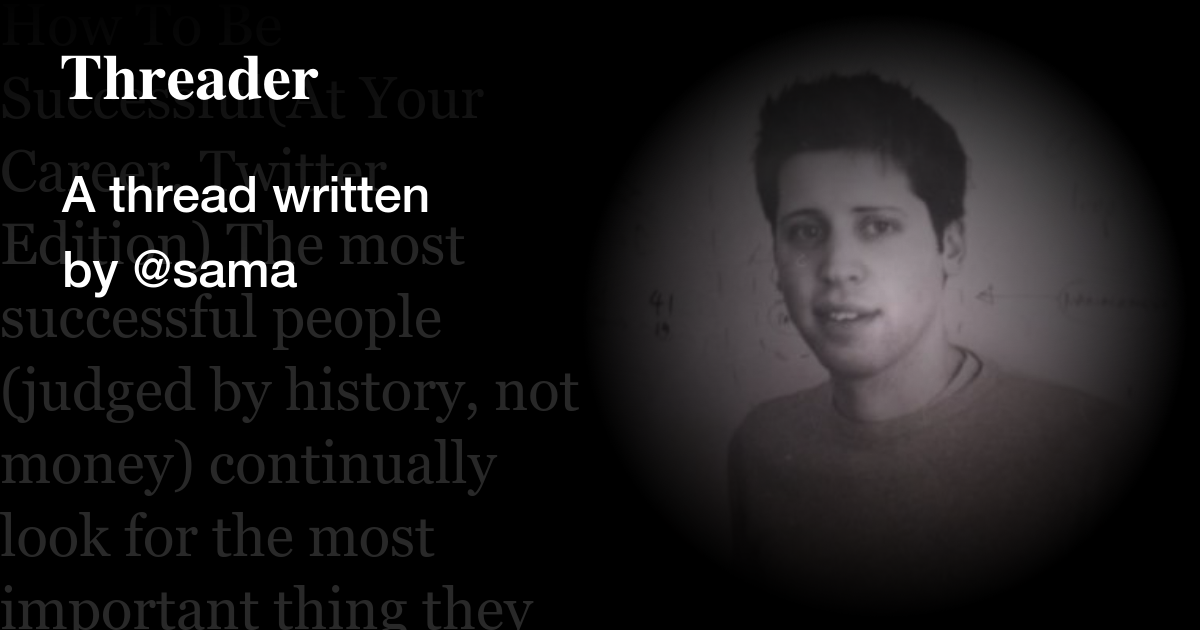 How To Be
Threader
Successful(At Your
Career, Twitter
A thread written
Edition) The most
by @sama
successful people
(judged by history, not
money) continually
look for the most
important thing they